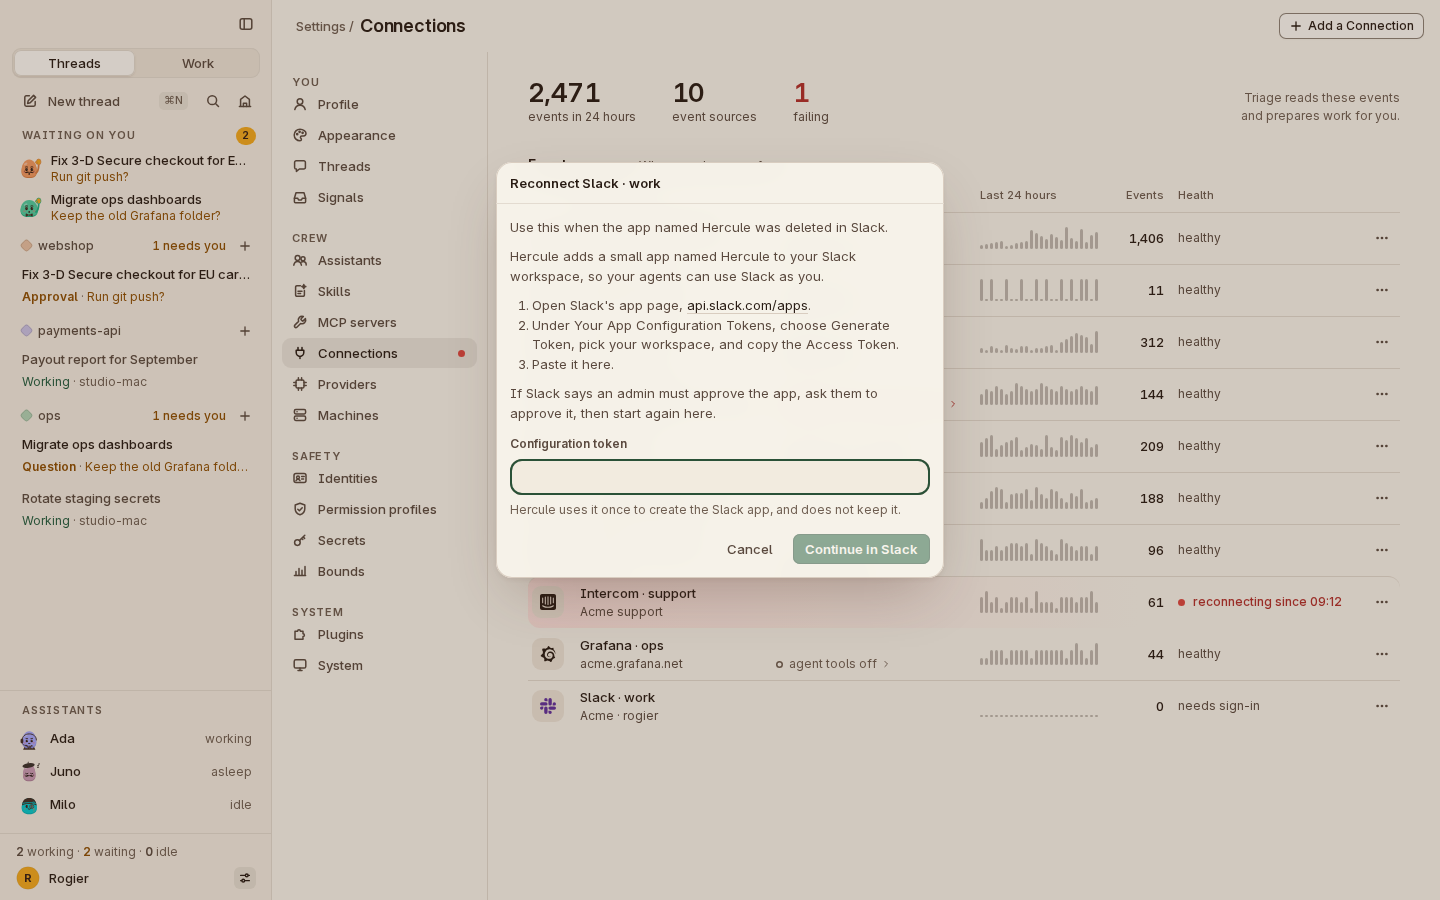 Threads
Work
New thread
⌘N
WAITING ON YOU
2
Fix 3-D Secure checkout for E…
Run git push?
Migrate ops dashboards
Keep the old Grafana folder?
webshop
1 needs you
Fix 3-D Secure checkout for EU car…
Approval · Run git push?
payments-api
Payout report for September
Working · studio-mac
ops
1 needs you
Migrate ops dashboards
Question · Keep the old Grafana fold…
Rotate staging secrets
Working · studio-mac
ASSISTANTS
Ada
working
Juno
asleep
Milo
idle
2 working · 2 waiting · 0 idle
R
Rogier
Settings / Connections
Add a Connection
YOU
Profile
Appearance
Threads
Signals
CREW
Assistants
Skills
MCP servers
Connections
Providers
Machines
SAFETY
Identities
Permission profiles
Secrets
Bounds
SYSTEM
Plugins
System
2,471
events in 24 hours
10
event sources
1
failing
Triage reads these events
and prepares work for you.
Last 24 hours
Events
Health
1,406
healthy
11
healthy
312
healthy
144
healthy
209
healthy
188
healthy
96
healthy
Reconnect Slack · work
Use this when the app named Hercule was deleted in Slack.
Hercule adds a small app named Hercule to your Slack
workspace, so your agents can use Slack as you.
1. Open Slack's app page, api.slack.com/apps.
2. Under Your App Configuration Tokens, choose Generate
Token, pick your workspace, and copy the Access Token.
3. Paste it here.
If Slack says an admin must approve the app, ask them to
approve it, then start again here.
Configuration token
Hercule uses it once to create the Slack app, and does not keep it.
Cancel
Continue in Slack
Intercom · support
Acme support
61
reconnecting since 09:12
Grafana · ops
acme.grafana.net
agent tools off
44
healthy
Slack · work
Acme · rogier
0
needs sign-in